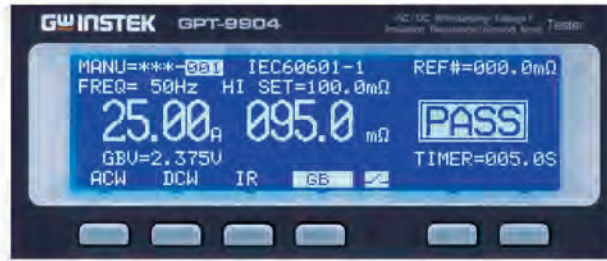 GWINSTEK GPT-9904
AC/DC Withstanding Voltage/
Insulation Resistance/Ground Bond Tester
MANU=***-001 IEC60601-1 REF#=000.0mΩ
FREQ= 50Hz HI SET=100.0mΩ
25.00A 095.0 mΩ PASS
GBV=2.375V TIMER=005.0S
ACW DCW IR GB